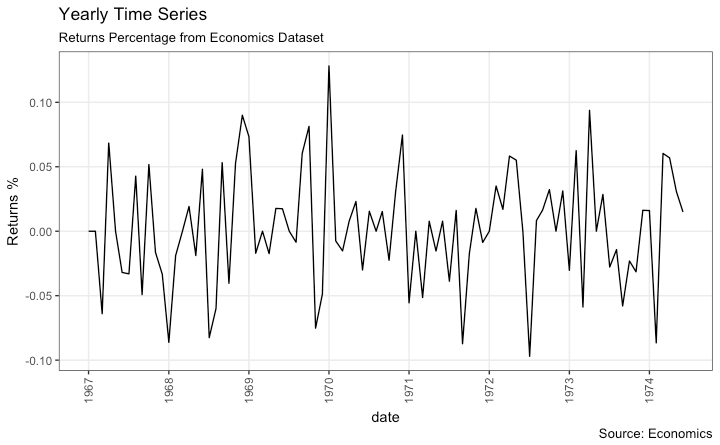 Yearly Time Series
Returns Percentage from Economics Dataset
Returns %
0.10
0.05
0.00
-0.05
-0.10
1967
1968
1969
1970
1971
1972
1973
1974
date
Source: Economics